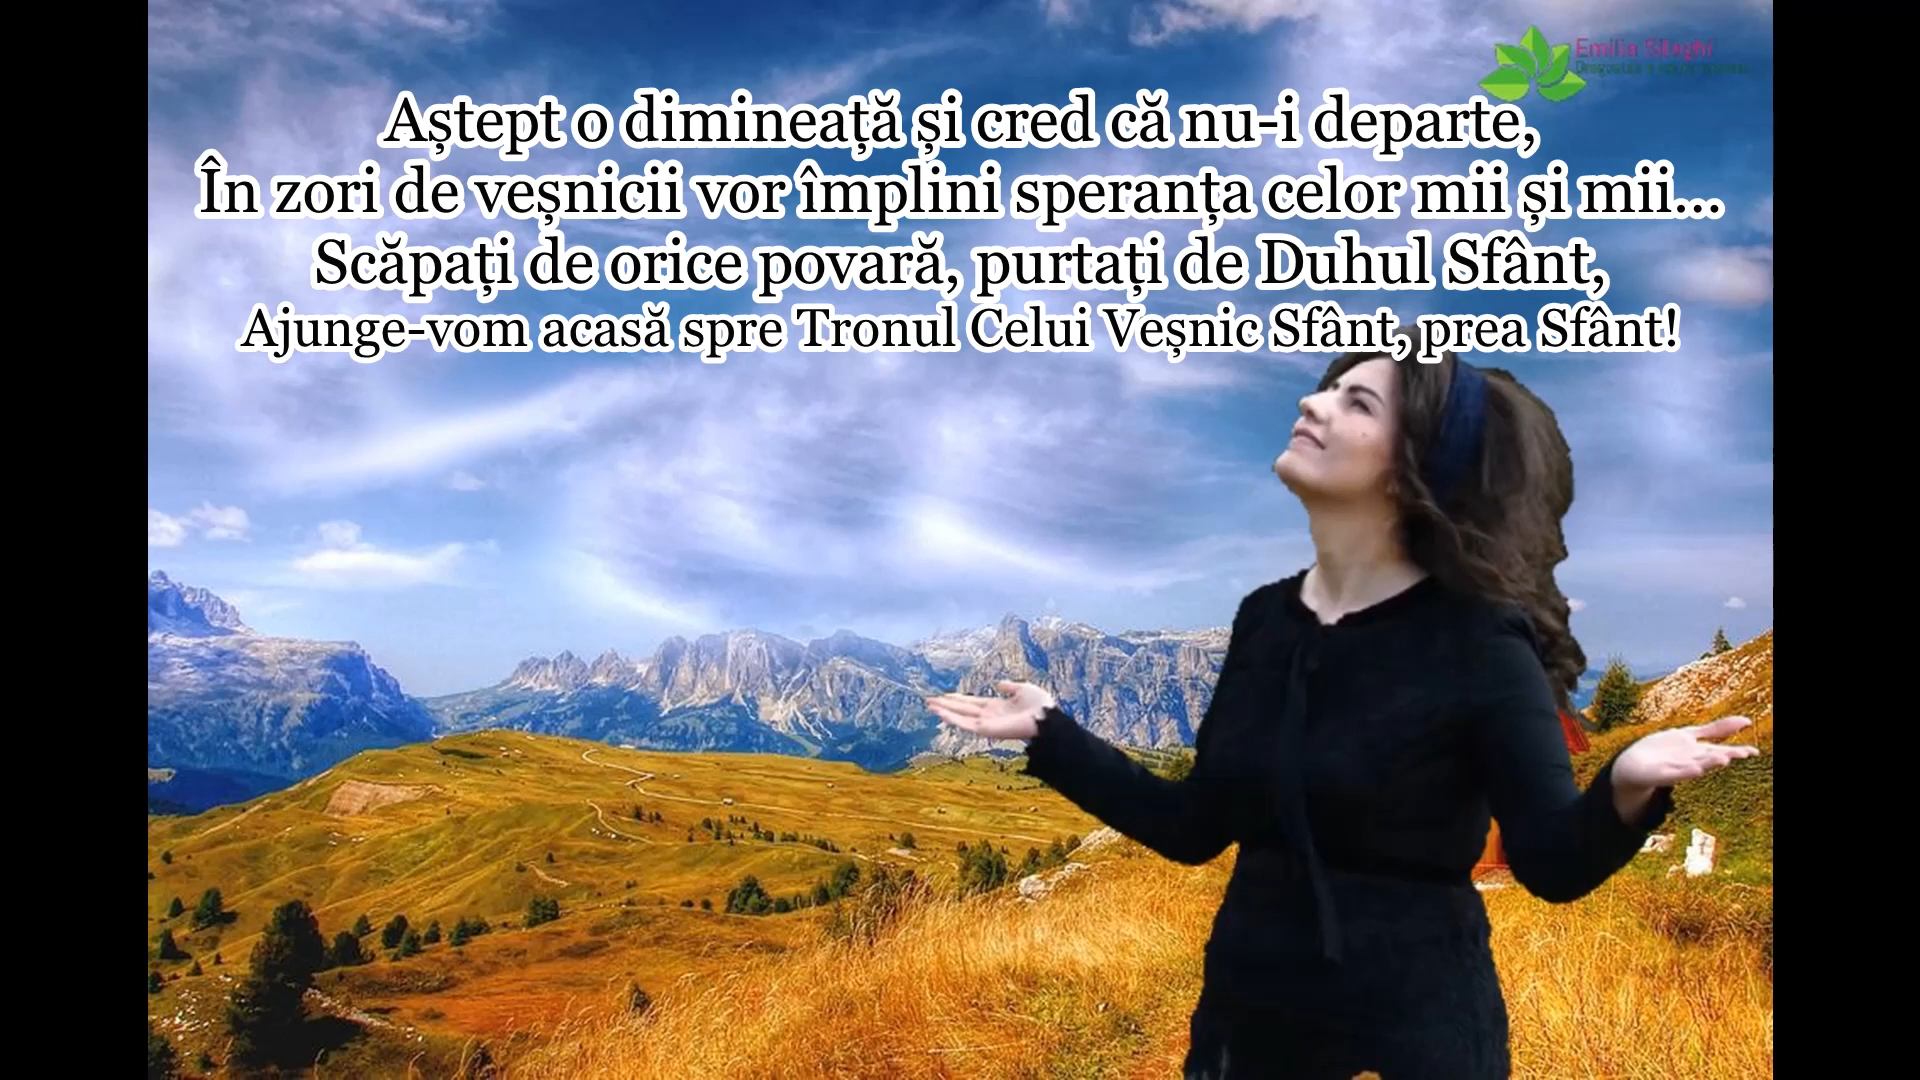 Aștept o dimineață și cred că nu-i departe,
În zori de veșnicii vor împlini speranța celor mii și mii...
Scăpați de orice povară, purtați de Duhul Sfânt,
Ajunge-vom acasă spre Tronul Celui Veșnic Sfânt, prea Sfânt!